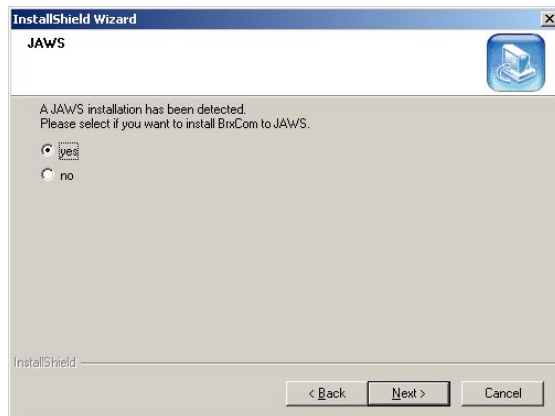 InstallShield Wizard
JAWS
A JAWS installation has been detected.
Please select if you want to install BrxCom to JAWS.
yes
no
InstallShield
< Back Next > Cancel